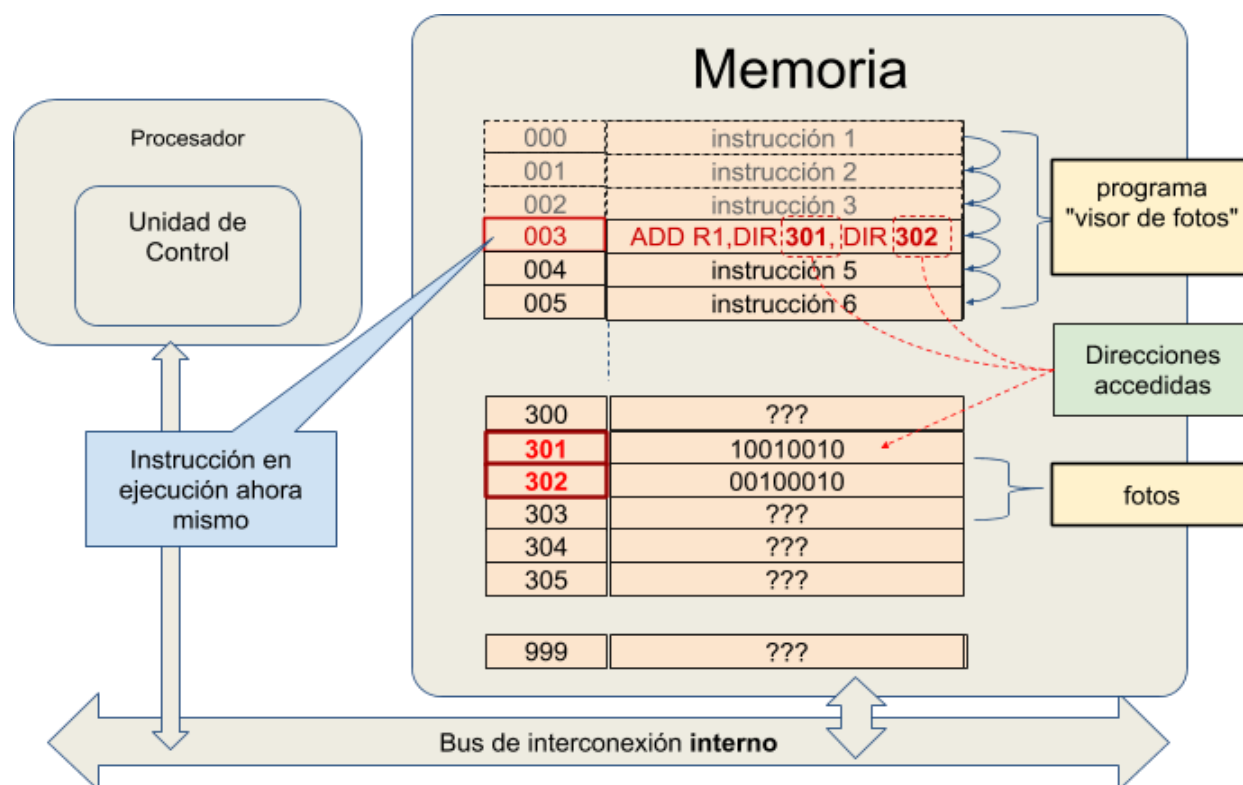 Memoria
Procesador
Unidad de
Control
000 instrucción 1
001 instrucción 2
002 instrucción 3
003 ADD R1,DIR 301, DIR 302
004 instrucción 5
005 instrucción 6
programa
"visor de fotos"
Direcciones
accedidas
Instrucción en
ejecución ahora
mismo
300 ???
301 10010010
302 00100010
303 ???
304 ???
305 ???
999 ???
fotos
Bus de interconexión interno